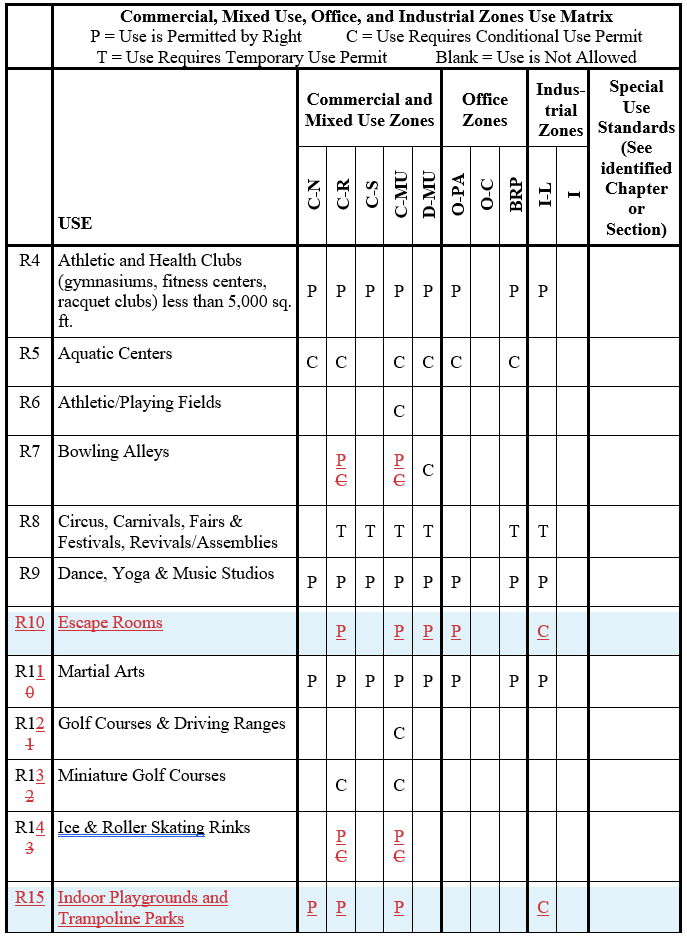 Commercial, Mixed Use, Office, and Industrial Zones Use Matrix
P = Use is Permitted by Right C = Use Requires Conditional Use Permit
T = Use Requires Temporary Use Permit Blank = Use is Not Allowed
USE
Commercial and
Mixed Use Zones
Office
Zones
Indus-
trial
Zones
Special
Use
Standards
(See
identified
Chapter
or
Section)
C-N C-R C-S C-MU D-MU O-PA O-C BRP I-L I
R4 Athletic and Health Clubs
(gymnasiums, fitness centers,
racquet clubs) less than 5,000 sq.
ft.
P P P P P P P P
R5 Aquatic Centers
C C C C C C
R6 Athletic/Playing Fields
C
R7 Bowling Alleys
P P
C C C
R8 Circus, Carnivals, Fairs &
Festivals, Revivals/Assemblies
T T T T T T
R9 Dance, Yoga & Music Studios
P P P P P P P P
R10 Escape Rooms
P P P P C
R11 Martial Arts
0
P P P P P P P P
R12 Golf Courses & Driving Ranges
1
C
R13 Miniature Golf Courses
2
C C
R14 Ice & Roller Skating Rinks
3
P P
C C
R15 Indoor Playgrounds and
Trampoline Parks
P P P C